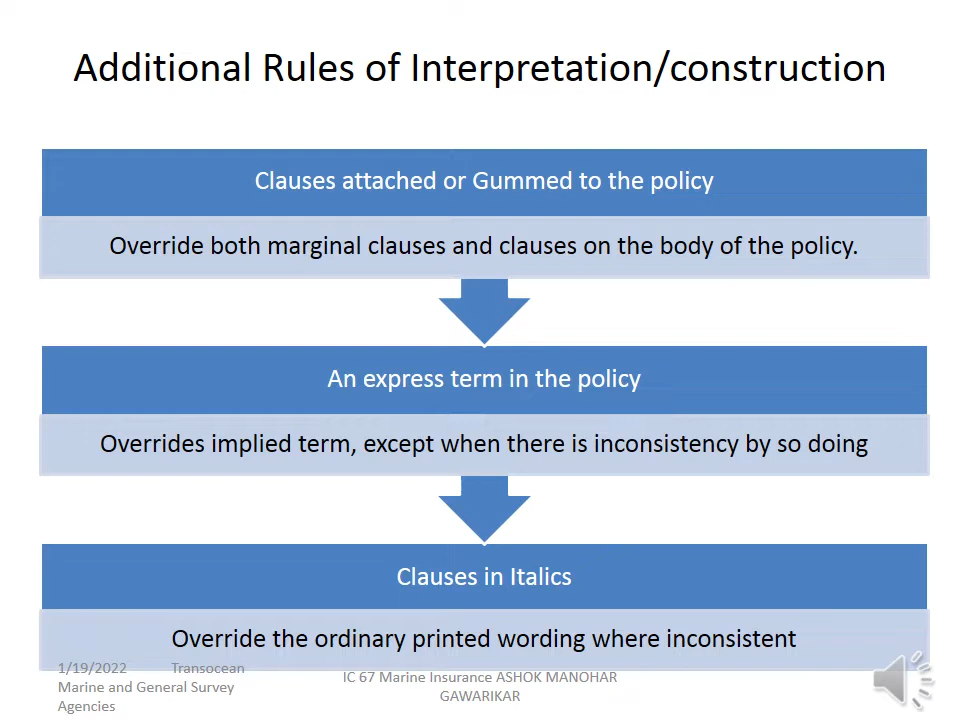 Additional Rules of Interpretation/construction
Clauses attached or Gummed to the policy
Override both marginal clauses and clauses on the body of the policy.
An express term in the policy
Overrides implied term, except when there is inconsistency by so doing
Clauses in Italics
Override the ordinary printed wording where inconsistent
1/19/2022 Transocean
Marine and General Survey
Agencies
IC 67 Marine Insurance ASHOK MANOHAR
GAWARIKAR